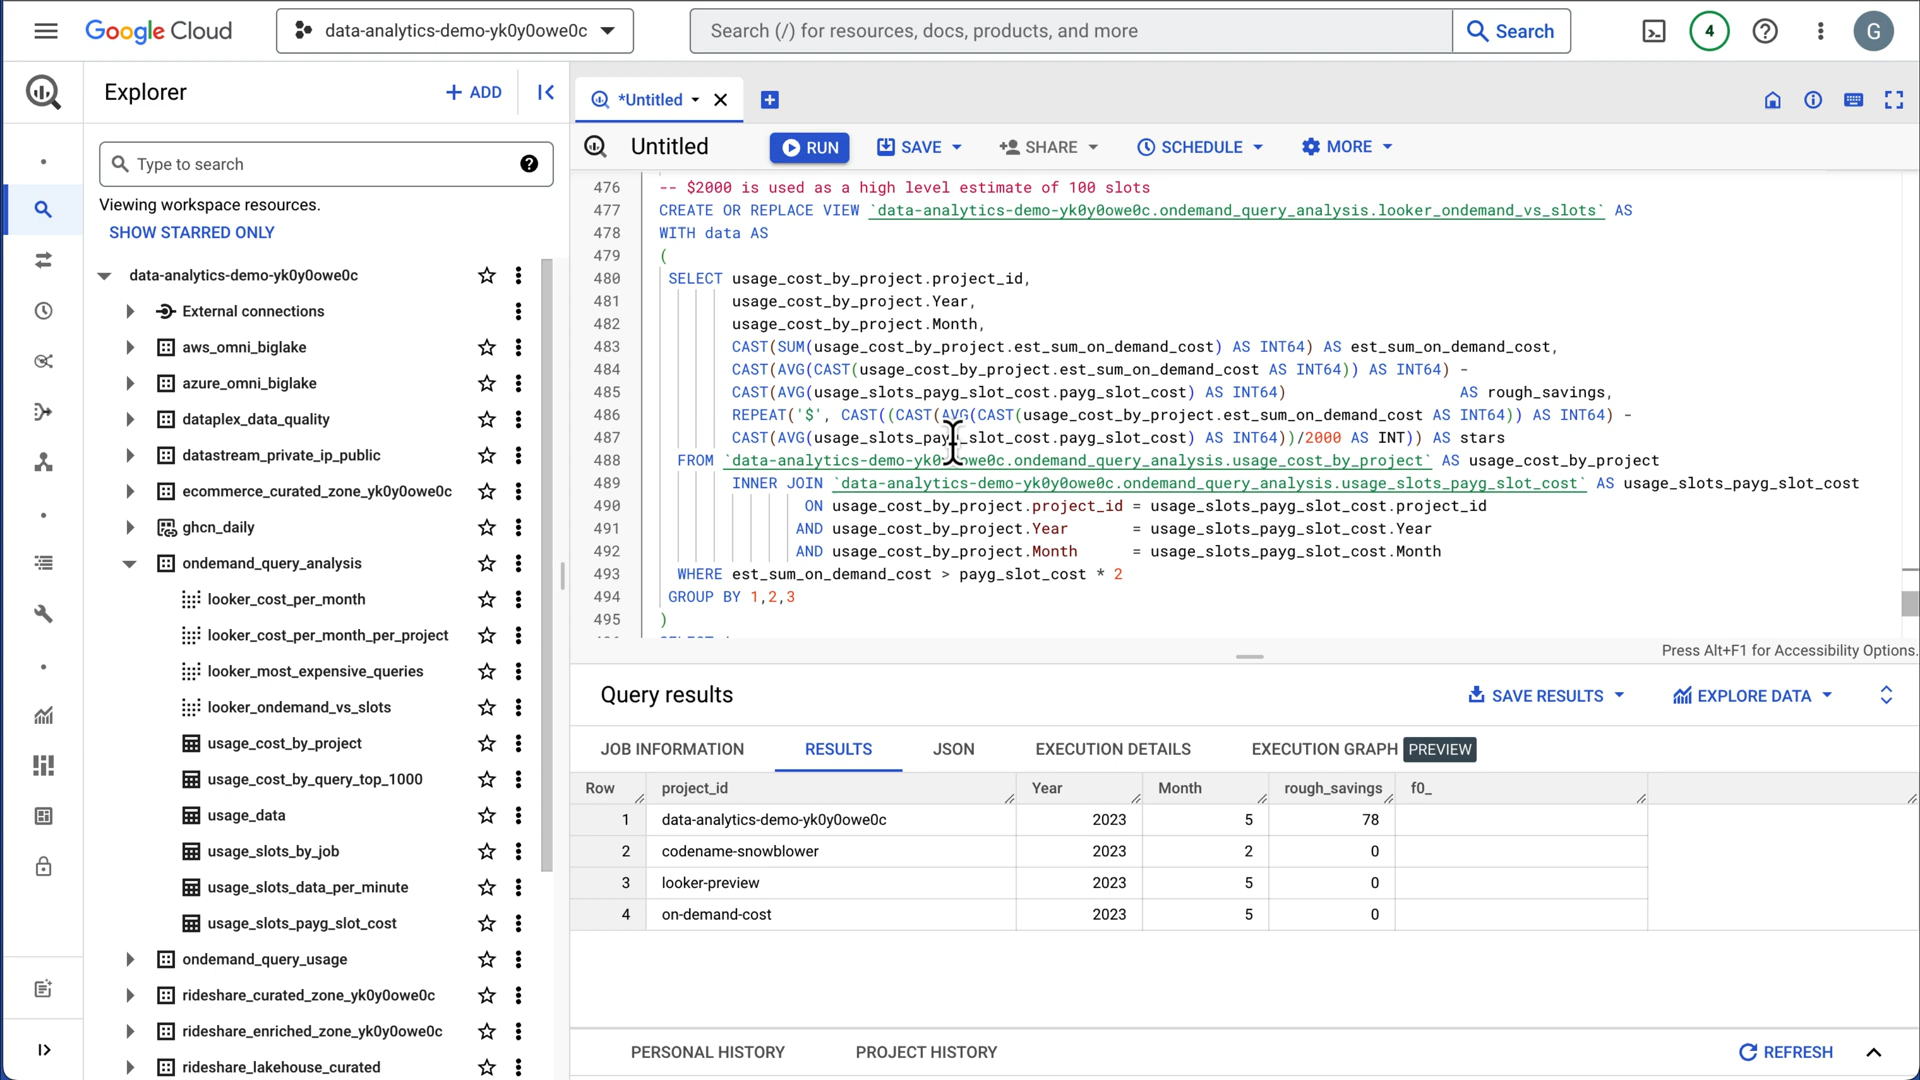 Google Cloud
data-analytics-demo-yk0y0owe0c
Search (/) for resources, docs, products, and more
Search
4
G
Explorer
+ ADD
*Untitled
Untitled
RUN
SAVE
SHARE
SCHEDULE
MORE
Type to search
Viewing workspace resources.
SHOW STARRED ONLY
data-analytics-demo-yk0y0owe0c
External connections
aws_omni_biglake
azure_omni_biglake
dataplex_data_quality
datastream_private_ip_public
ecommerce_curated_zone_yk0y0owe0c
ghcn_daily
ondemand_query_analysis
looker_cost_per_month
looker_cost_per_month_per_project
looker_most_expensive_queries
looker_ondemand_vs_slots
usage_cost_by_project
usage_cost_by_query_top_1000
usage_data
usage_slots_by_job
usage_slots_data_per_minute
usage_slots_payg_slot_cost
ondemand_query_usage
rideshare_curated_zone_yk0y0owe0c
rideshare_enriched_zone_yk0y0owe0c
rideshare_lakehouse_curated
476 -- $2000 is used as a high level estimate of 100 slots
477 CREATE OR REPLACE VIEW `data-analytics-demo-yk0y0owe0c.ondemand_query_analysis.looker_ondemand_vs_slots` AS
478 WITH data AS
479 (
480 SELECT usage_cost_by_project.project_id,
481 usage_cost_by_project.Year,
482 usage_cost_by_project.Month,
483 CAST(SUM(usage_cost_by_project.est_sum_on_demand_cost) AS INT64) AS est_sum_on_demand_cost,
484 CAST(AVG(CAST(usage_cost_by_project.est_sum_on_demand_cost AS INT64)) AS INT64) -
485 CAST(AVG(usage_slots_payg_slot_cost.payg_slot_cost) AS INT64) AS rough_savings,
486 REPEAT('$', CAST((CAST(AVG(CAST(usage_cost_by_project.est_sum_on_demand_cost AS INT64)) AS INT64) -
487 CAST(AVG(usage_slots_payg_slot_cost.payg_slot_cost) AS INT64))/2000 AS INT)) AS stars
488 FROM `data-analytics-demo-yk0y0owe0c.ondemand_query_analysis.usage_cost_by_project` AS usage_cost_by_project
489 INNER JOIN `data-analytics-demo-yk0y0owe0c.ondemand_query_analysis.usage_slots_payg_slot_cost` AS usage_slots_payg_slot_cost
490 ON usage_cost_by_project.project_id = usage_slots_payg_slot_cost.project_id
491 AND usage_cost_by_project.Year = usage_slots_payg_slot_cost.Year
492 AND usage_cost_by_project.Month = usage_slots_payg_slot_cost.Month
493 WHERE est_sum_on_demand_cost > payg_slot_cost * 2
494 GROUP BY 1,2,3
495 )
Press Alt+F1 for Accessibility Options.
Query results
SAVE RESULTS
EXPLORE DATA
JOB INFORMATION RESULTS JSON EXECUTION DETAILS EXECUTION GRAPH PREVIEW
Row project_id Year Month rough_savings f0_
1 data-analytics-demo-yk0y0owe0c 2023 5 78
2 codename-snowblower 2023 2 0
3 looker-preview 2023 5 0
4 on-demand-cost 2023 5 0
PERSONAL HISTORY PROJECT HISTORY REFRESH